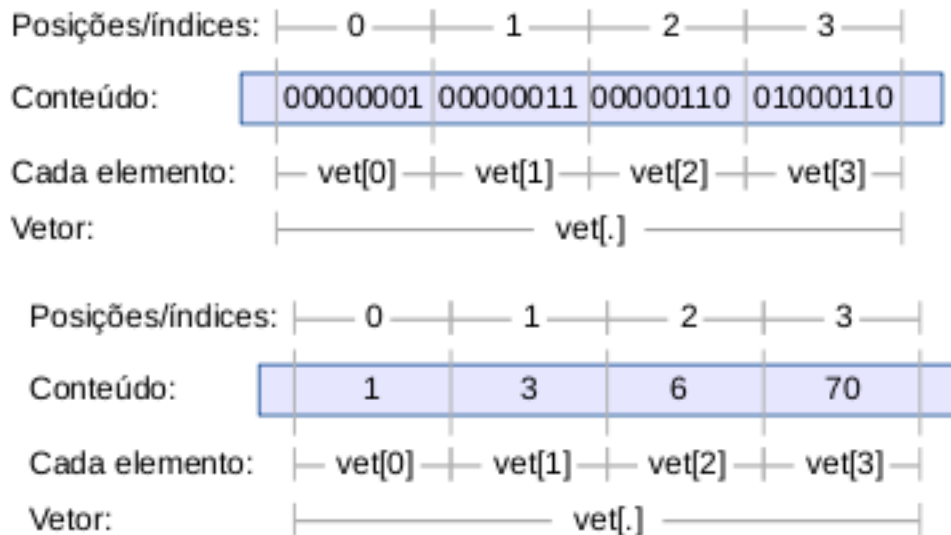 Posições/índices: 0 1 2 3
Conteúdo: 00000001 00000011 00000110 01000110
Cada elemento: vet[0] vet[1] vet[2] vet[3]
Vetor: vet[.]
Posições/índices: 0 1 2 3
Conteúdo: 1 3 6 70
Cada elemento: vet[0] vet[1] vet[2] vet[3]
Vetor: vet[.]